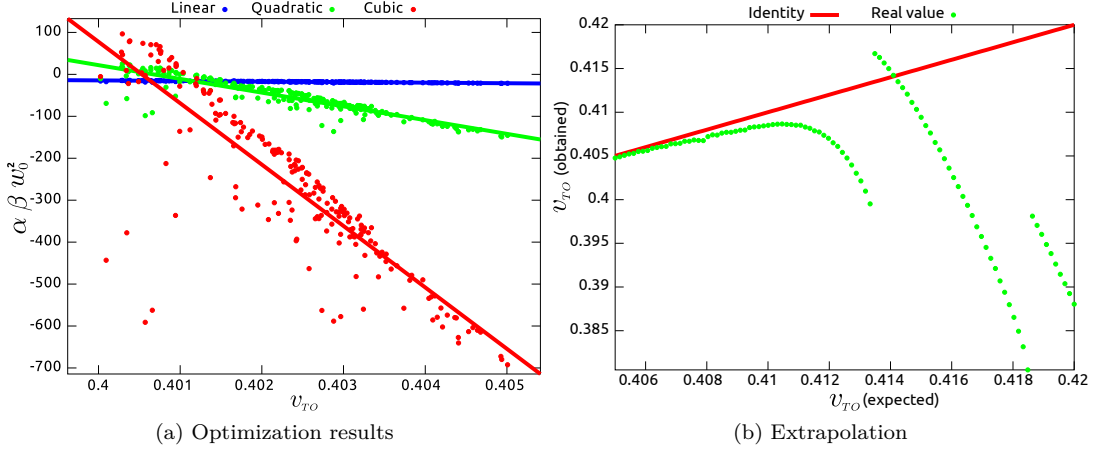 Linear Quadratic Cubic
100
0
-100
-200
-300
-400
-500
-600
-700
α β w₀²
0.4 0.401 0.402 0.403 0.404 0.405
v_TO
(a) Optimization results
Identity Real value
0.42
0.415
0.41
0.405
0.4
0.395
0.39
0.385
v_TO (obtained)
0.406 0.408 0.41 0.412 0.414 0.416 0.418 0.42
v_TO (expected)
(b) Extrapolation